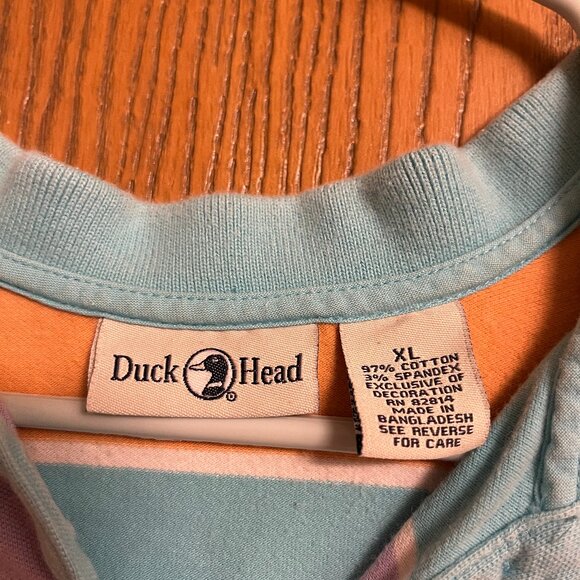 Duck Head
®
XL
97% COTTON
3% SPANDEX
EXCLUSIVE OF
DECORATION
RN 82814
MADE IN
BANGLADESH
SEE REVERSE
FOR CARE